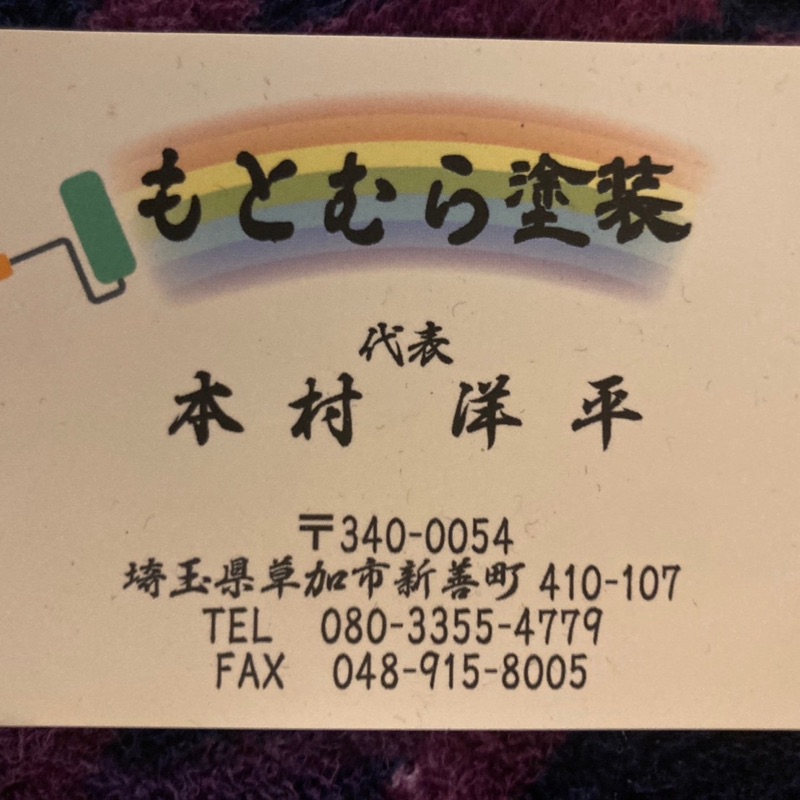 もとむら塗装
代表
本村 洋平
〒340-0054
埼玉県草加市新善町 410-107
TEL 080-3355-4779
FAX 048-915-8005